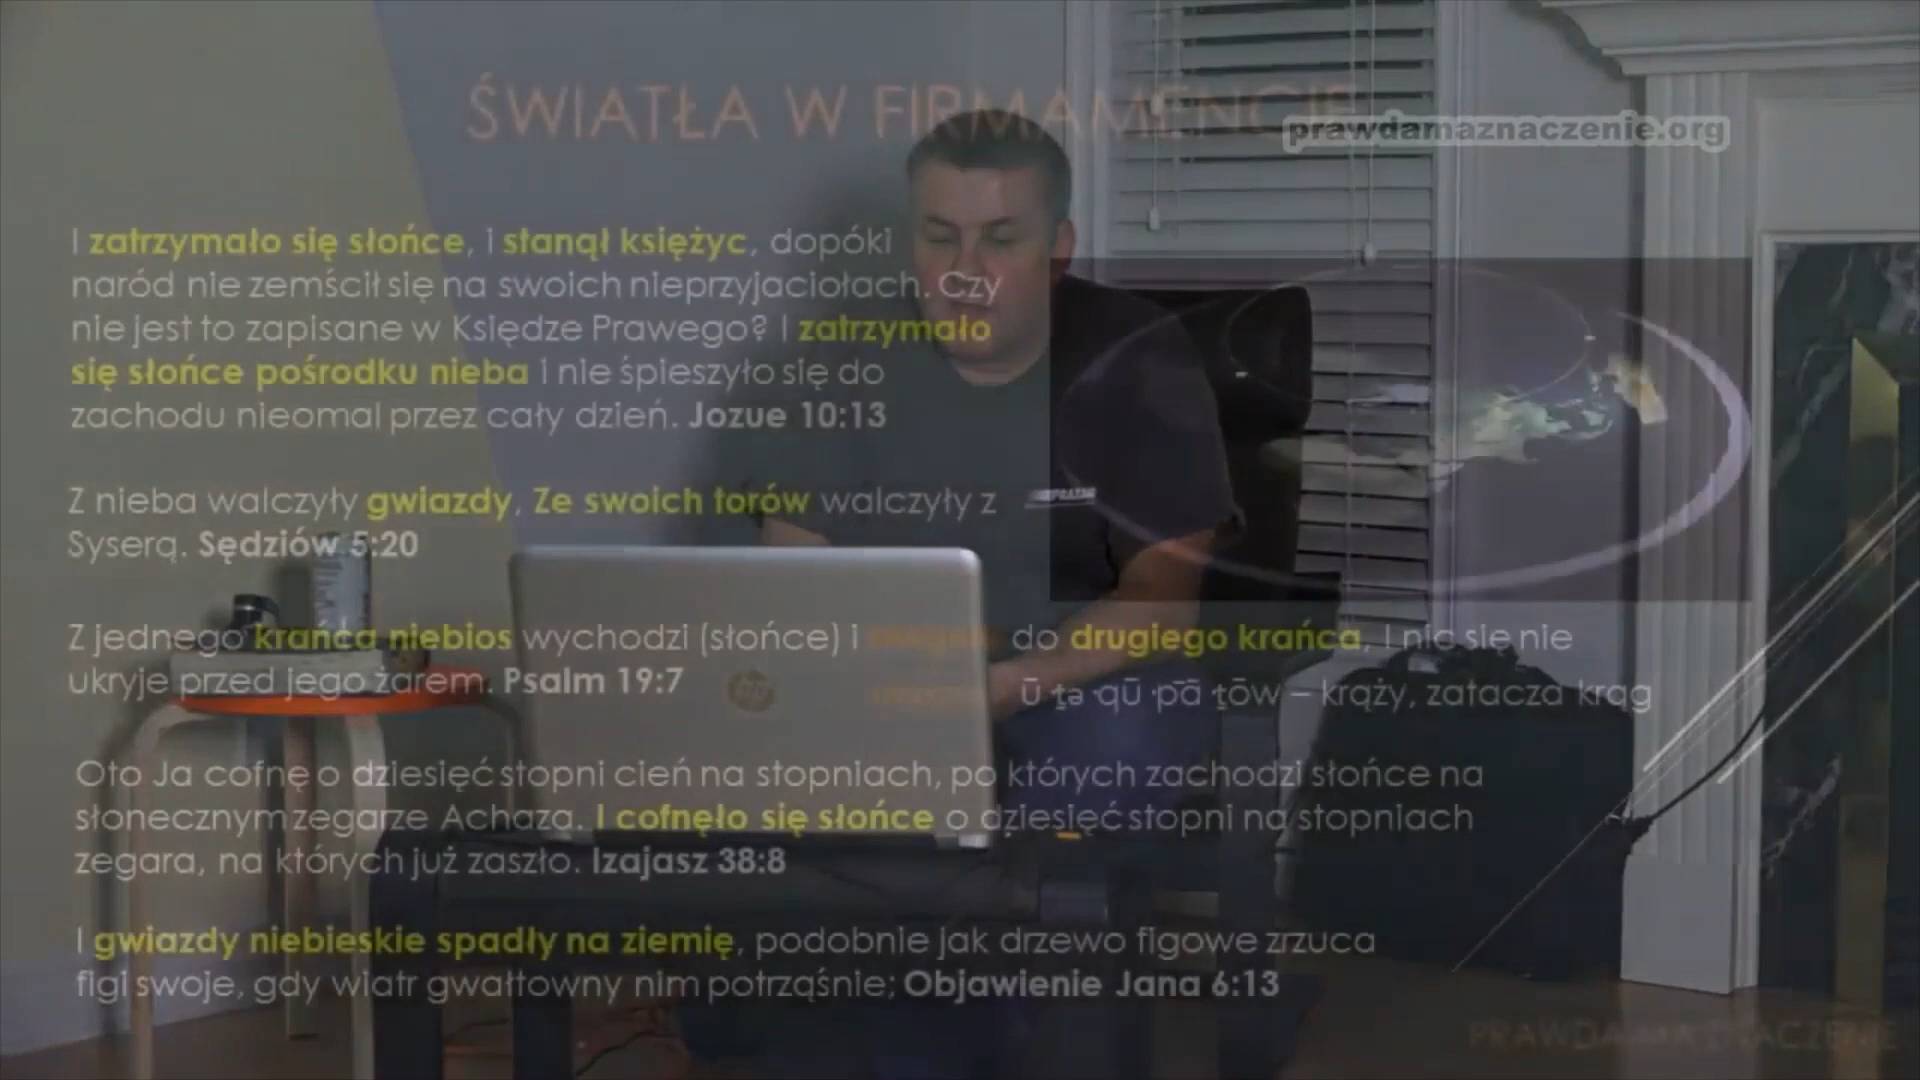 ŚWIATŁA W FIRMAMENCIE
prawdamaznaczenie.org
I zatrzymało się słońce, i stanął księżyc, dopóki
naród nie zemścił się na swoich nieprzyjaciołach. Czy
nie jest to zapisane w Księdze Prawego? I zatrzymało
się słońce pośrodku nieba i nie śpieszyło się do
zachodu nieomal przez cały dzień. Jozue 10:13
Z nieba walczyły gwiazdy, Ze swoich torów walczyły z
Syserą. Sędziów 5:20
Z jednego krańca niebios wychodzi (słońce) i do drugiego krańca, I nic się nie
ukryje przed jego żarem. Psalm 19:7
ū ṯə·qū·p̄ā·ṯōw – krąży, zatacza krąg
Oto Ja cofnę o dziesięć stopni cień na stopniach, po których zachodzi słońce na
słonecznym zegarze Achaza. I cofnęło się słońce o dziesięć stopni na stopniach
zegara, na których już zaszło. Izajasz 38:8
I gwiazdy niebieskie spadły na ziemię, podobnie jak drzewo figowe zrzuca
figi swoje, gdy wiatr gwałtowny nim potrząśnie; Objawienie Jana 6:13
PRAWDA MA ZNACZENIE
hp